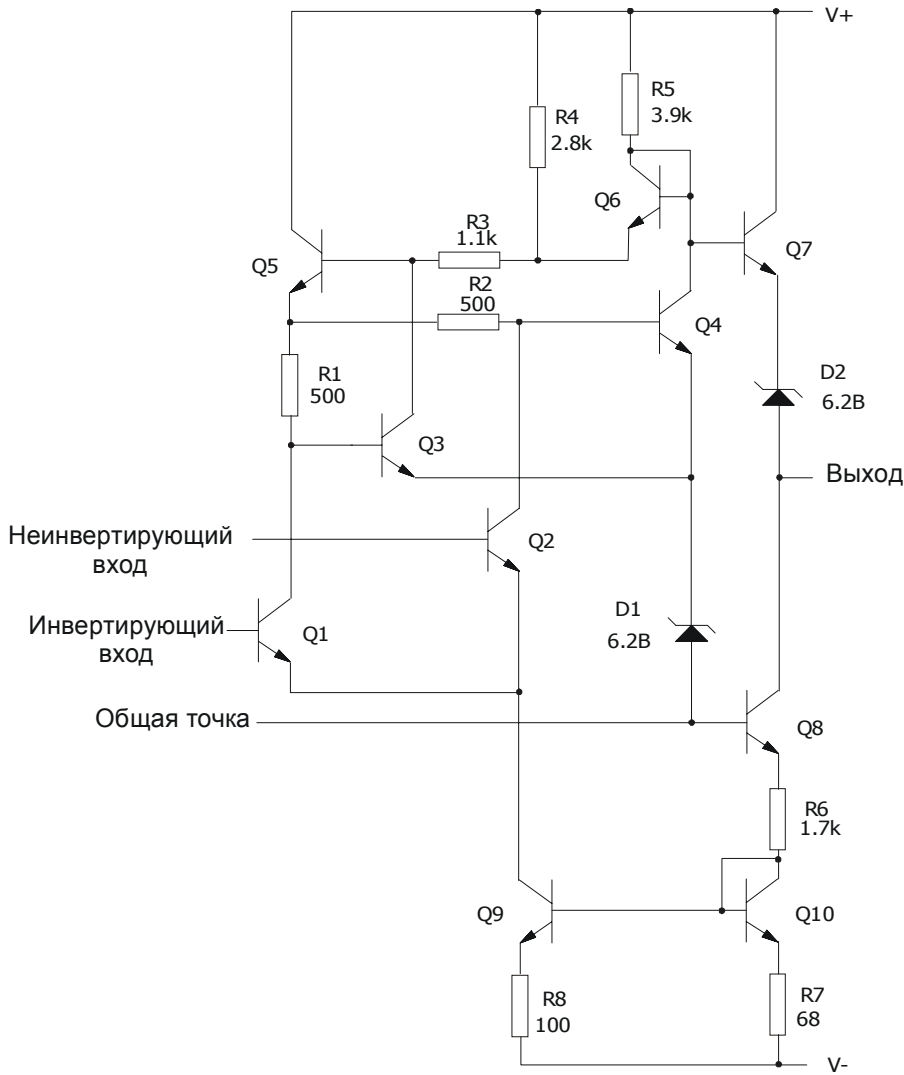 V+
R5
3.9k
R4
2.8k
Q6
R3
1.1k
Q5
Q7
R2
500
Q4
D2
6.2В
R1
500
Q3
Выход
Неинвертирующий
вход
Q2
D1
6.2В
Инвертирующий
вход
Q1
Общая точка
Q8
R6
1.7k
Q9
Q10
R8
100
R7
68
V-